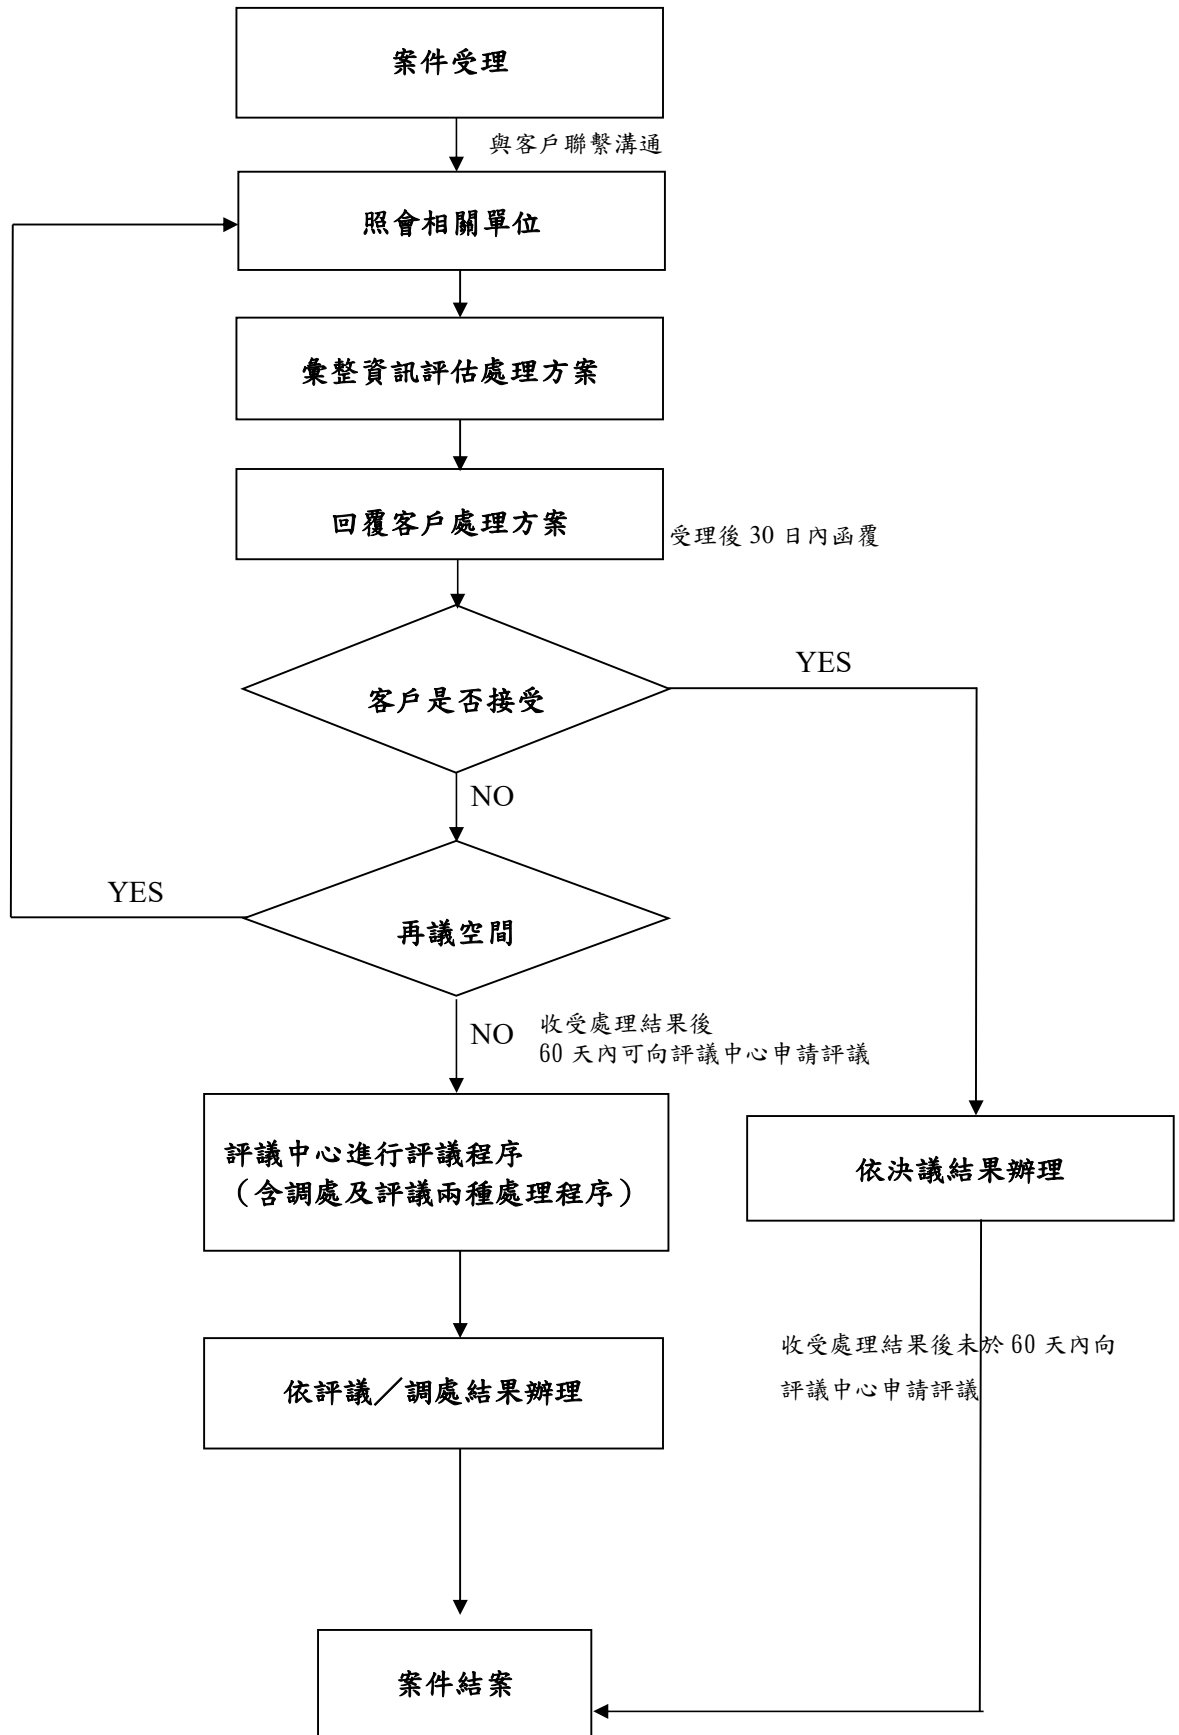 案件受理
與客戶聯繫溝通
照會相關單位
彙整資訊評估處理方案
回覆客戶處理方案
受理後 30 日內函覆
YES
客戶是否接受
NO
YES
再議空間
NO
收受處理結果後
60 天內可向評議中心申請評議
評議中心進行評議程序
（含調處及評議兩種處理程序）
依決議結果辦理
收受處理結果後未於 60 天內向
評議中心申請評議
依評議／調處結果辦理
案件結案